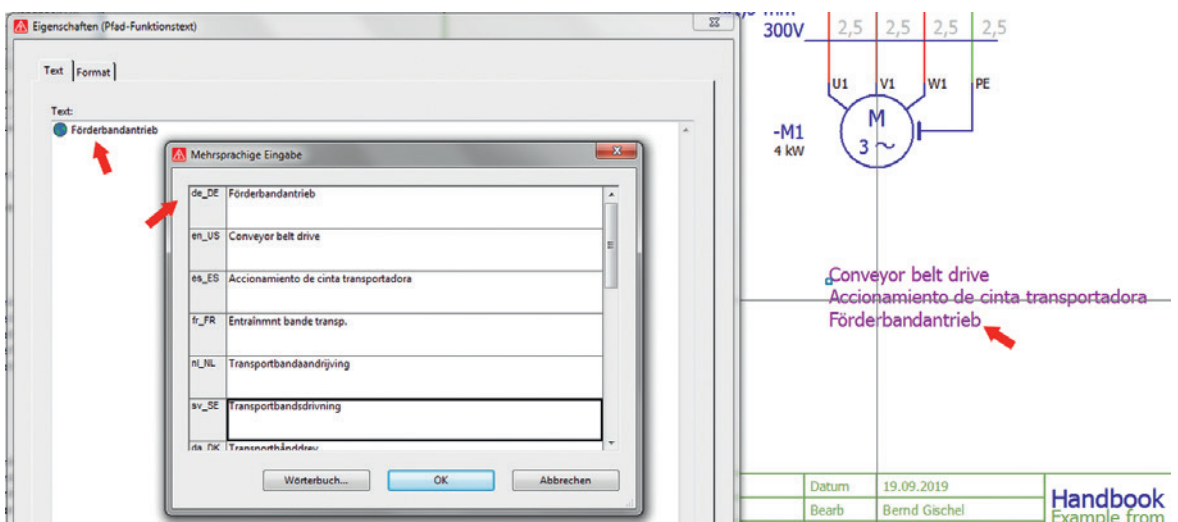 Eigenschaften (Pfad-Funktionstext)
Text
Format
Text:
Förderbandantrieb
Mehrsprachige Eingabe
de_DE Förderbandantrieb
en_US Conveyor belt drive
es_ES Accionamiento de cinta transportadora
fr_FR Entraînmnt bande transp.
nl_NL Transportbandaandrijving
sv_SE Transportbandsdrivning
da_DK
Wörterbuch... OK Abbrechen
300V 2,5 2,5 2,5 2,5
U1 V1 W1 PE
M
-M1
3 ~
4 kW
Conveyor belt drive
Accionamiento de cinta transportadora
Förderbandantrieb
Datum 19.09.2019
Bearb Bernd Gischel
Handbook
Example from